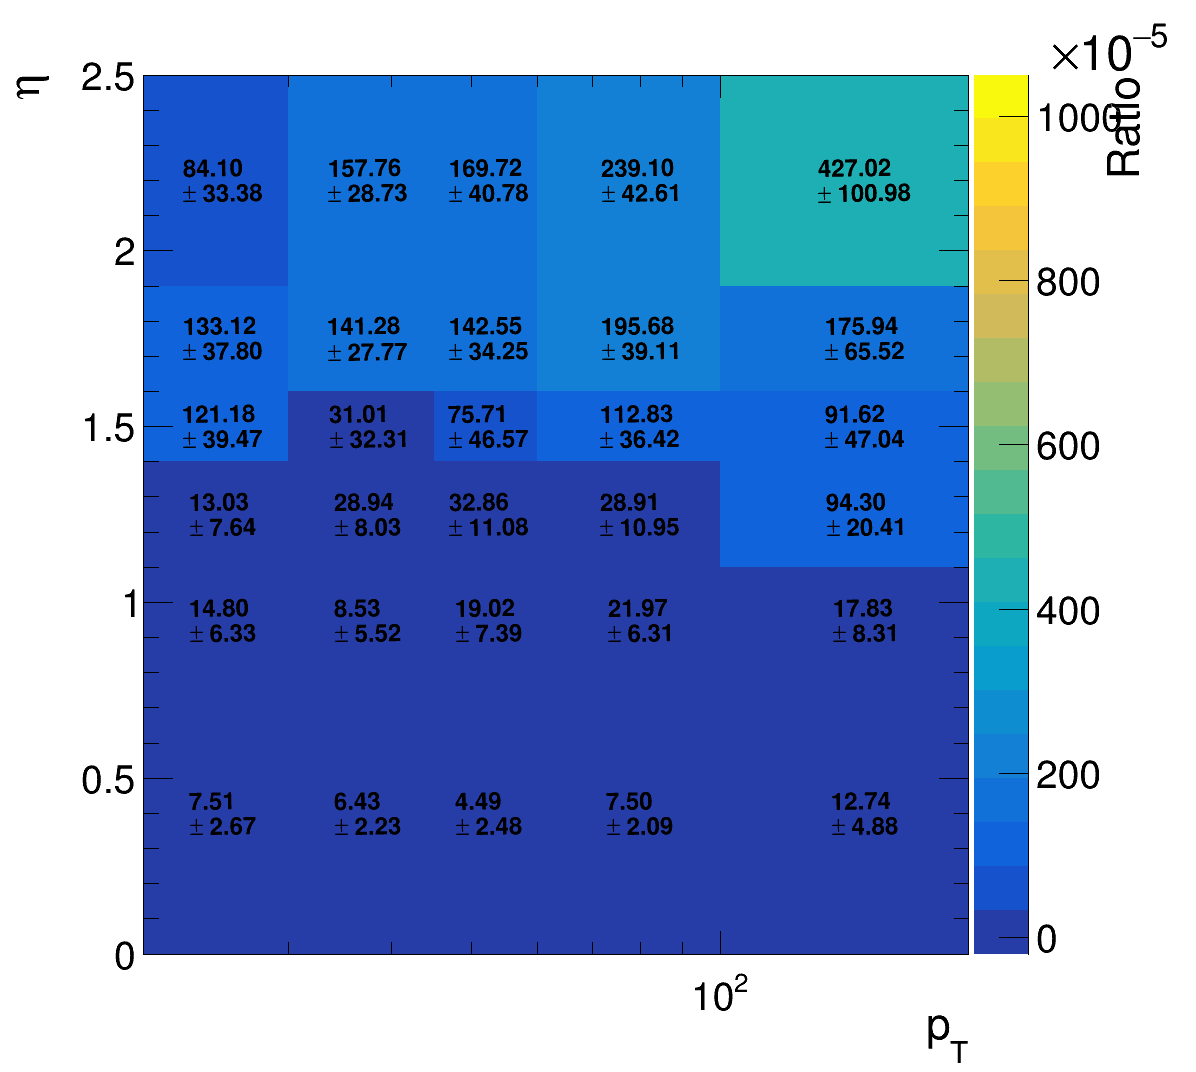 ×10⁻⁵
η
Ratio
2.5
2
1.5
1
0.5
0
84.10 157.76 169.72 239.10 427.02
± 33.38 ± 28.73 ± 40.78 ± 42.61 ± 100.98
133.12 141.28 142.55 195.68 175.94
± 37.80 ± 27.77 ± 34.25 ± 39.11 ± 65.52
121.18 31.01 75.71 112.83 91.62
± 39.47 ± 32.31 ± 46.57 ± 36.42 ± 47.04
13.03 28.94 32.86 28.91 94.30
± 7.64 ± 8.03 ± 11.08 ± 10.95 ± 20.41
14.80 8.53 19.02 21.97 17.83
± 6.33 ± 5.52 ± 7.39 ± 6.31 ± 8.31
7.51 6.43 4.49 7.50 12.74
± 2.67 ± 2.23 ± 2.48 ± 2.09 ± 4.88
1000
800
600
400
200
0
10²
p_T